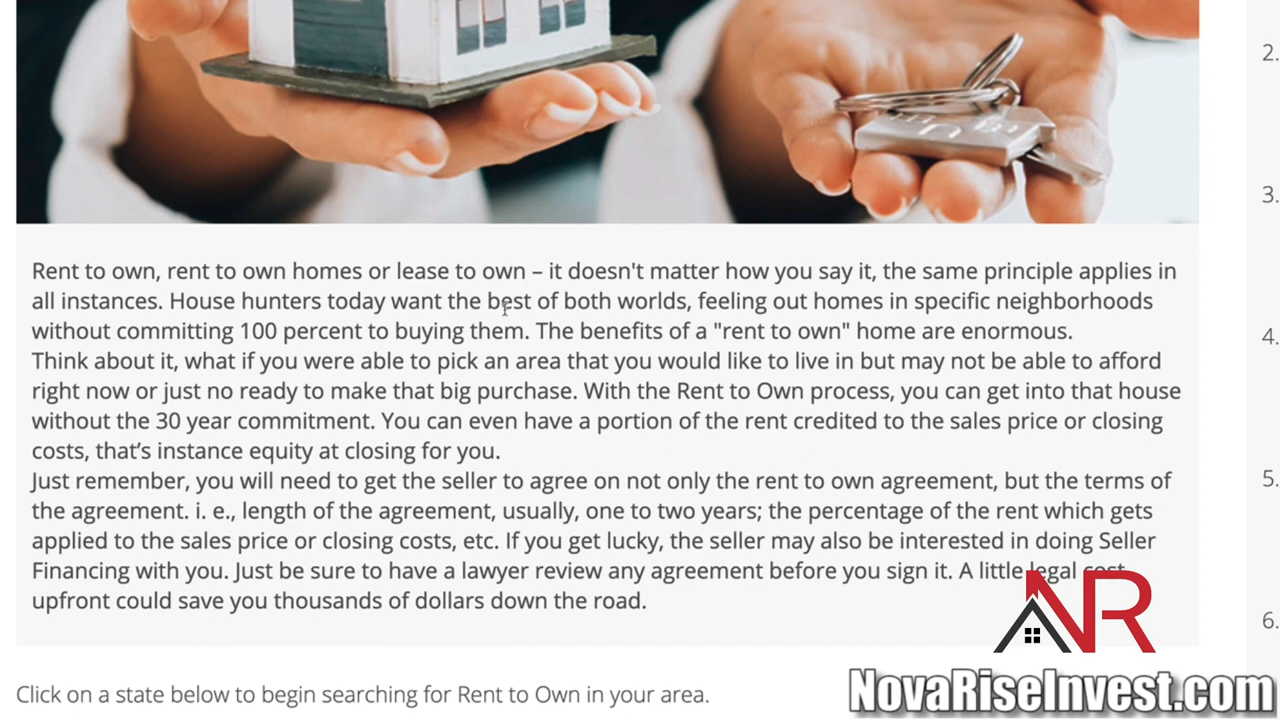 2.
3.
Rent to own, rent to own homes or lease to own – it doesn't matter how you say it, the same principle applies in
all instances. House hunters today want the best of both worlds, feeling out homes in specific neighborhoods
without committing 100 percent to buying them. The benefits of a "rent to own" home are enormous.
4.
Think about it, what if you were able to pick an area that you would like to live in but may not be able to afford
right now or just no ready to make that big purchase. With the Rent to Own process, you can get into that house
without the 30 year commitment. You can even have a portion of the rent credited to the sales price or closing
costs, that’s instance equity at closing for you.
5.
Just remember, you will need to get the seller to agree on not only the rent to own agreement, but the terms of
the agreement. i. e., length of the agreement, usually, one to two years; the percentage of the rent which gets
applied to the sales price or closing costs, etc. If you get lucky, the seller may also be interested in doing Seller
Financing with you. Just be sure to have a lawyer review any agreement before you sign it. A little legal cost
upfront could save you thousands of dollars down the road.
6.
NR
NovaRiseInvest.com
Click on a state below to begin searching for Rent to Own in your area.